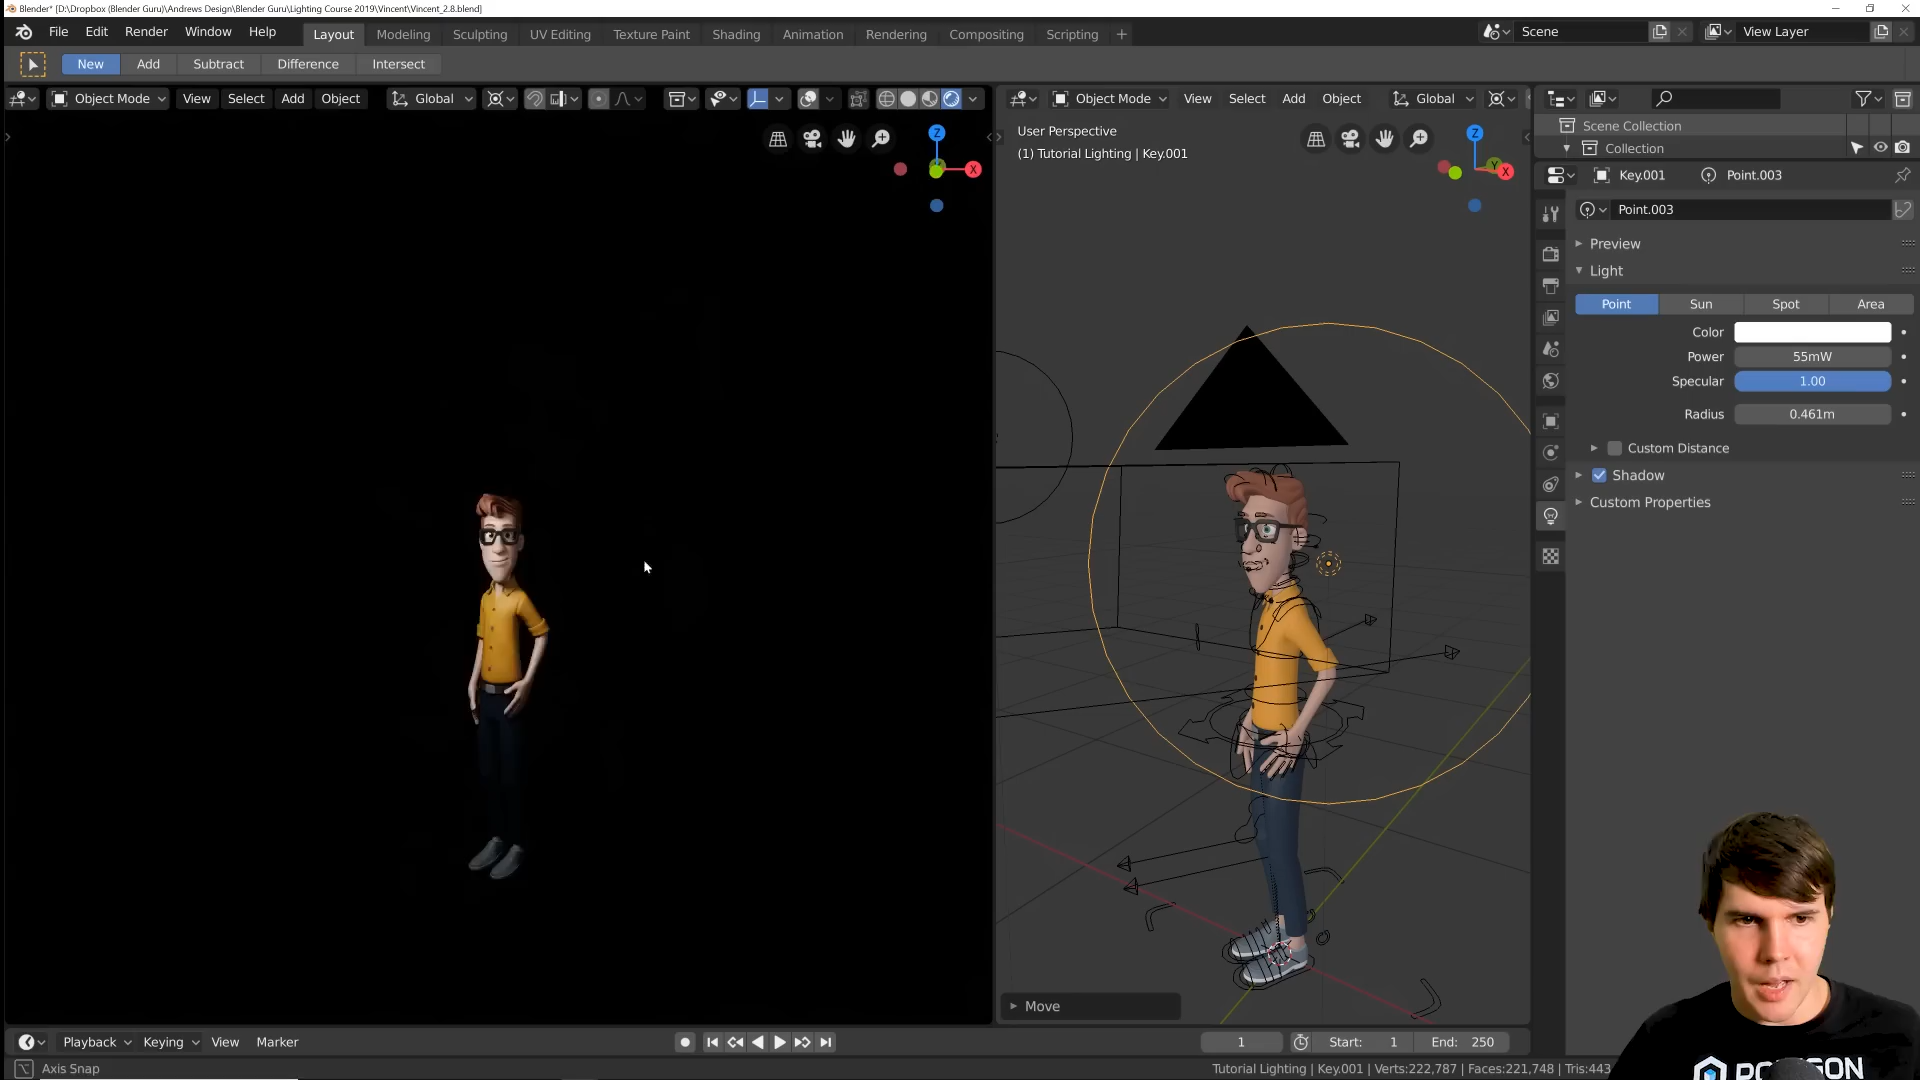 Blender* [D:\Dropbox (Blender Guru)\Andrews Design\Blender Guru\Lighting Course 2019\Vincent\Vincent_2.8.blend]
File Edit Render Window Help Layout Modeling Sculpting UV Editing Texture Paint Shading Animation Rendering Compositing Scripting + Scene View Layer
New Add Subtract Difference Intersect
Object Mode View Select Add Object Global Object Mode View Select Add Object Global
Scene Collection
Collection
User Perspective
(1) Tutorial Lighting | Key.001
Z
X
Z
Y
X
Key.001 Point.003
Point.003
Preview
Light
Point Sun Spot Area
Color
Power 55mW
Specular 1.00
Radius 0.461m
Custom Distance
Shadow
Custom Properties
Move
Playback Keying View Marker 1 Start: 1 End: 250
Axis Snap Tutorial Lighting | Key.001 | Verts:222,787 | Faces:221,748 | Tris:443